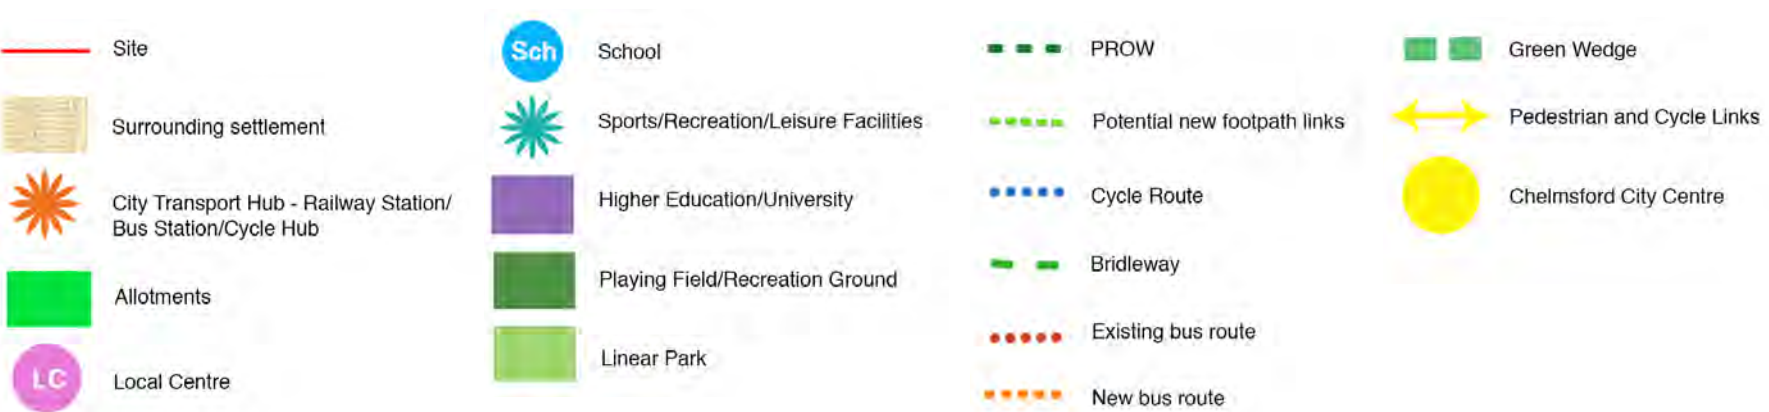 Site
Surrounding settlement
City Transport Hub - Railway Station/
Bus Station/Cycle Hub
Allotments
LC
Local Centre
Sch
School
Sports/Recreation/Leisure Facilities
Higher Education/University
Playing Field/Recreation Ground
Linear Park
PROW
Potential new footpath links
Cycle Route
Bridleway
Existing bus route
New bus route
Green Wedge
Pedestrian and Cycle Links
Chelmsford City Centre